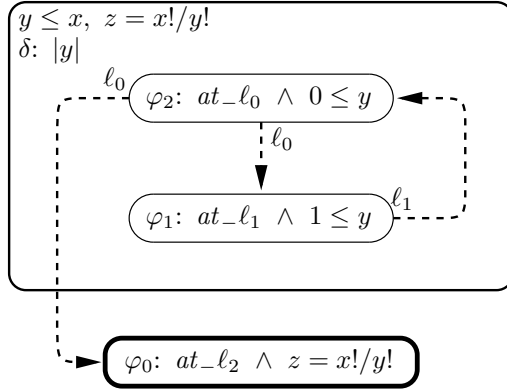 y ≤ x, z = x!/y!
δ: |y|
ℓ₀
φ₂: at_ℓ₀ ∧ 0 ≤ y
ℓ₀
φ₁: at_ℓ₁ ∧ 1 ≤ y
ℓ₁
φ₀: at_ℓ₂ ∧ z = x!/y!